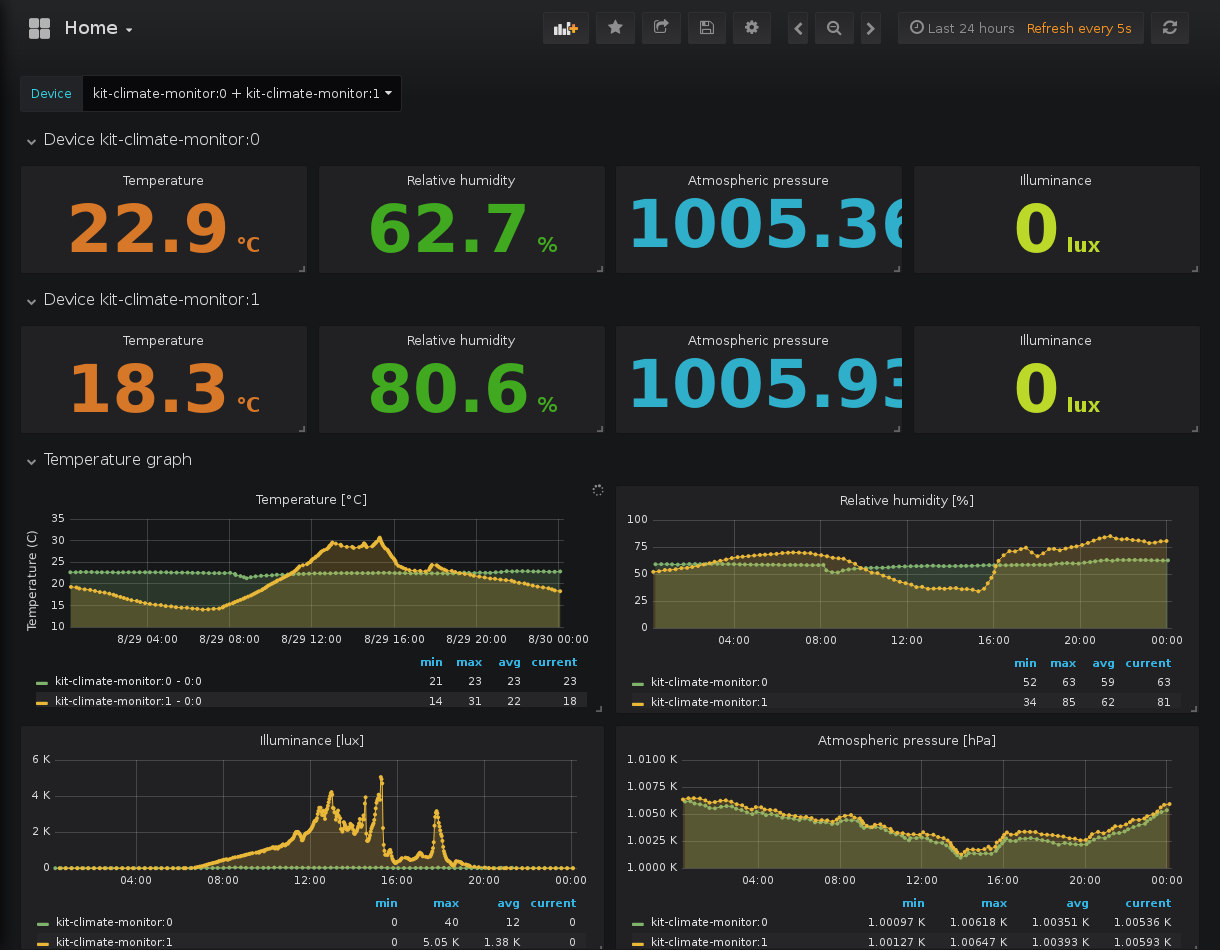 Home
Last 24 hours Refresh every 5s
Device kit-climate-monitor:0 + kit-climate-monitor:1
Device kit-climate-monitor:0
Temperature Relative humidity Atmospheric pressure Illuminance
22.9 °C 62.7 % 1005.36 0 lux
Device kit-climate-monitor:1
Temperature Relative humidity Atmospheric pressure Illuminance
18.3 °C 80.6 % 1005.93 0 lux
Temperature graph
Temperature [°C]
Temperature (C)
35
30
25
20
15
10
8/29 04:00 8/29 08:00 8/29 12:00 8/29 16:00 8/29 20:00 8/30 00:00
min max avg current
kit-climate-monitor:0 - 0:0 21 23 23 23
kit-climate-monitor:1 - 0:0 14 31 22 18
Relative humidity [%]
100
75
50
25
0
04:00 08:00 12:00 16:00 20:00 00:00
min max avg current
kit-climate-monitor:0 52 63 59 63
kit-climate-monitor:1 34 85 62 81
Illuminance [lux]
6 K
4 K
2 K
0
04:00 08:00 12:00 16:00 20:00 00:00
min max avg current
kit-climate-monitor:0 0 40 12 0
kit-climate-monitor:1 0 5.05 K 1.38 K 0
Atmospheric pressure [hPa]
1.0100 K
1.0075 K
1.0050 K
1.0025 K
1.0000 K
04:00 08:00 12:00 16:00 20:00 00:00
min max avg current
kit-climate-monitor:0 1.00097 K 1.00618 K 1.00351 K 1.00536 K
kit-climate-monitor:1 1.00127 K 1.00647 K 1.00393 K 1.00593 K